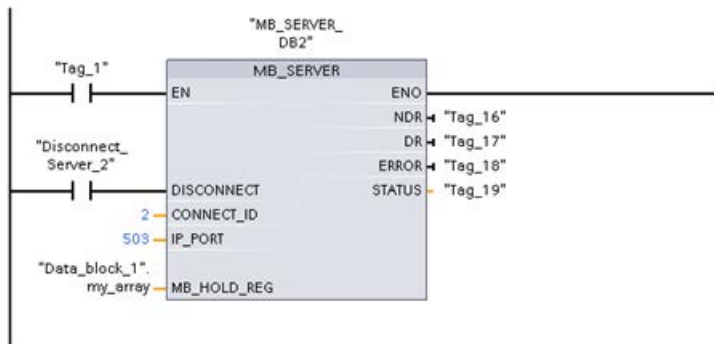 "MB_SERVER_
DB2"
"Tag_1"
MB_SERVER
EN
ENO
NDR
"Tag_16"
"Disconnect_
Server_2"
DR
"Tag_17"
ERROR
"Tag_18"
DISCONNECT
STATUS
"Tag_19"
2
CONNECT_ID
503
IP_PORT
"Data_block_1".
my_array
MB_HOLD_REG